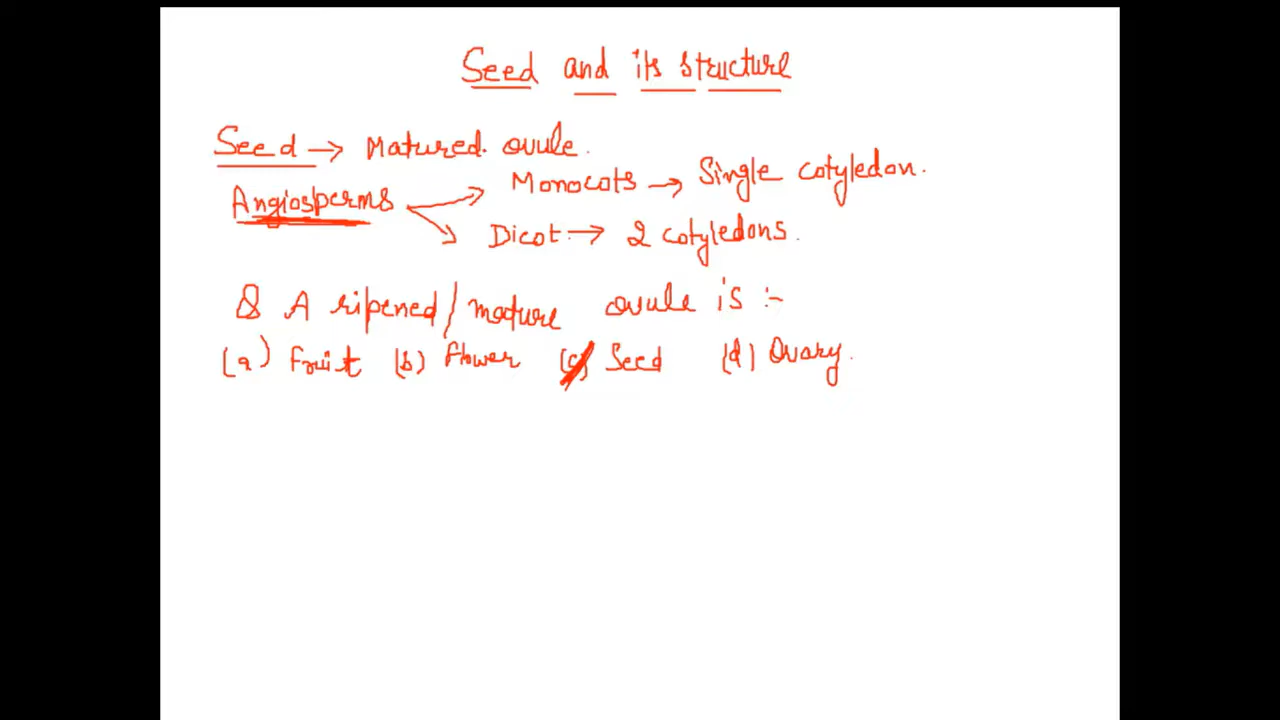 Seed and its structure
Seed → Matured ovule.
Angiosperms → Monocots → Single cotyledon.
→ Dicot → 2 cotyledons.
Q A ripened/mature ovule is :-
(a) Fruit (b) Flower (c) Seed (d) Ovary.